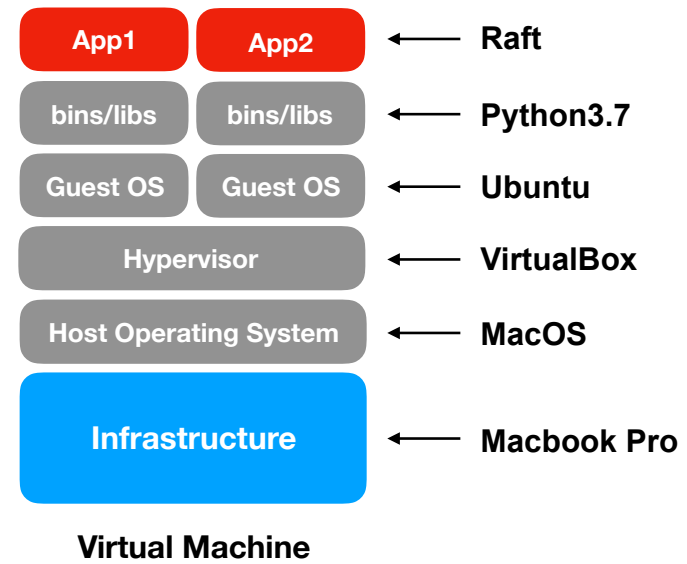 App1 App2 Raft
bins/libs bins/libs Python3.7
Guest OS Guest OS Ubuntu
Hypervisor VirtualBox
Host Operating System MacOS
Infrastructure Macbook Pro
Virtual Machine